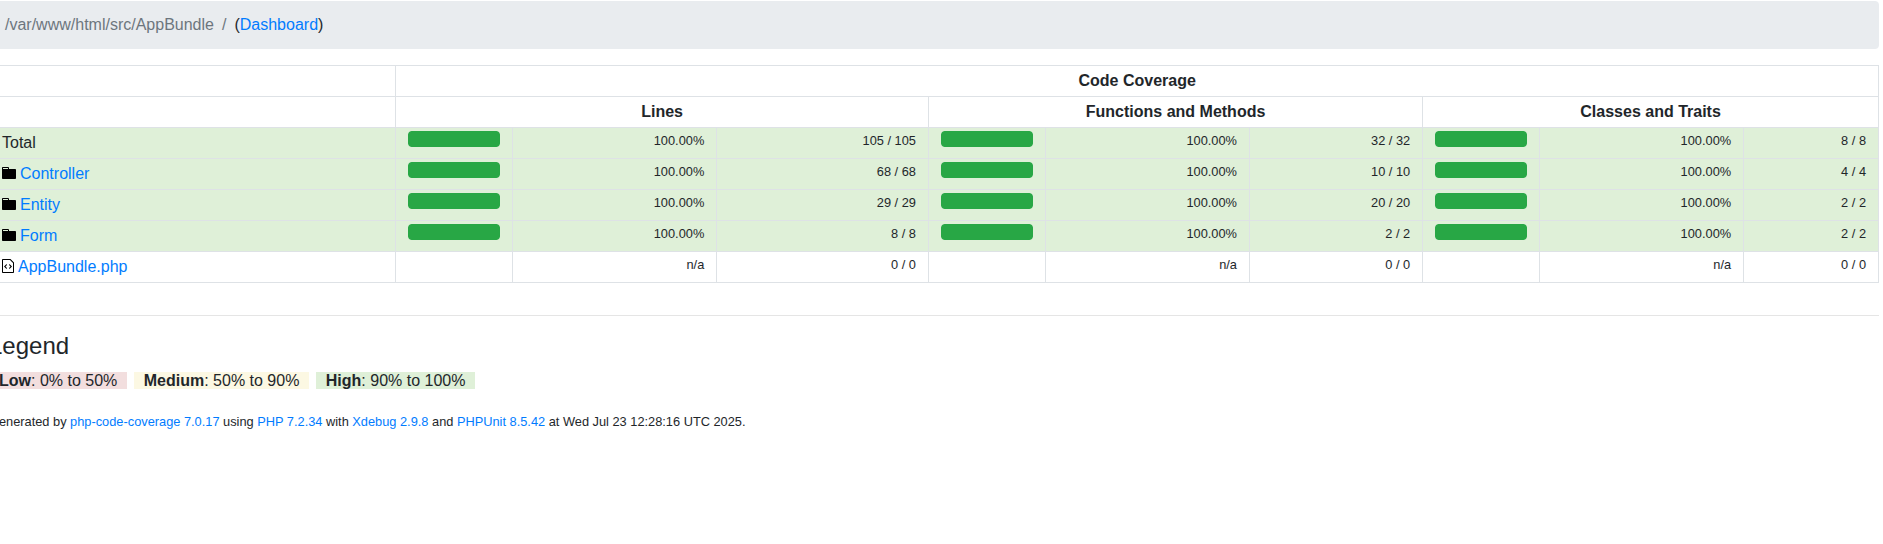 /var/www/html/src/AppBundle / (Dashboard)
Code Coverage
Lines Functions and Methods Classes and Traits
Total 100.00% 105 / 105 100.00% 32 / 32 100.00% 8 / 8
Controller 100.00% 68 / 68 100.00% 10 / 10 100.00% 4 / 4
Entity 100.00% 29 / 29 100.00% 20 / 20 100.00% 2 / 2
Form 100.00% 8 / 8 100.00% 2 / 2 100.00% 2 / 2
AppBundle.php n/a 0 / 0 n/a 0 / 0 n/a 0 / 0
egend
Low: 0% to 50% Medium: 50% to 90% High: 90% to 100%
enerated by php-code-coverage 7.0.17 using PHP 7.2.34 with Xdebug 2.9.8 and PHPUnit 8.5.42 at Wed Jul 23 12:28:16 UTC 2025.